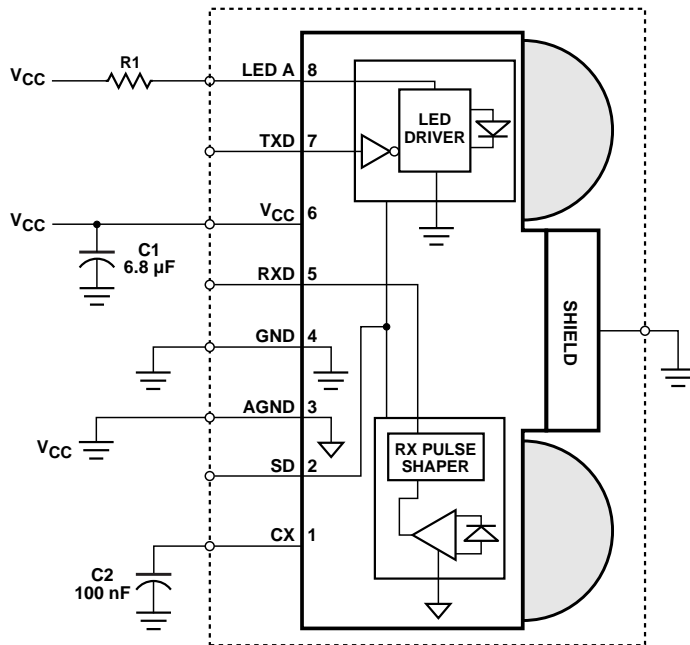 R1
VCC
LED A 8
LED
DRIVER
TXD 7
VCC 6
VCC
C1
6.8 µF
RXD 5
SHIELD
GND 4
AGND 3
VCC
RX PULSE
SHAPER
SD 2
CX 1
C2
100 nF